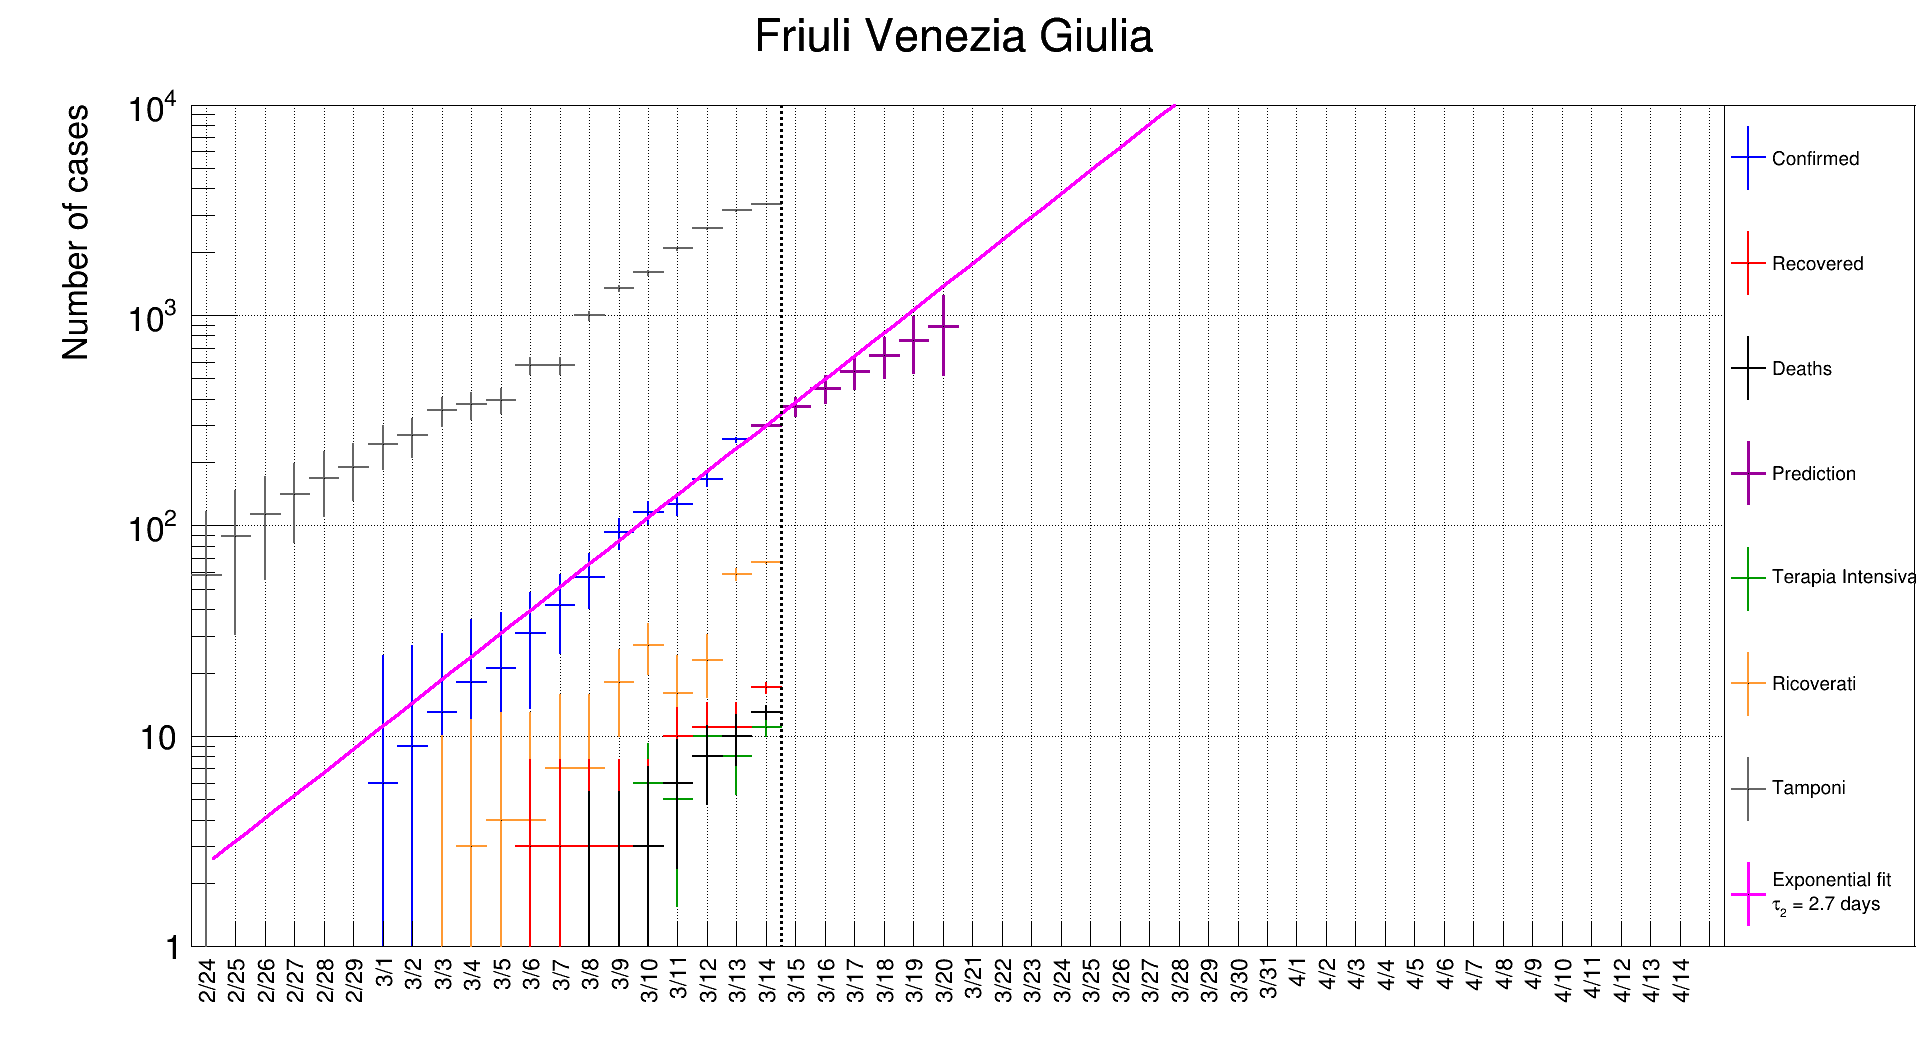 Friuli Venezia Giulia
Number of cases
10^4
10^3
10^2
10
1
2/24 2/25 2/26 2/27 2/28 2/29 3/1 3/2 3/3 3/4 3/5 3/6 3/7 3/8 3/9 3/10 3/11 3/12 3/13 3/14 3/15 3/16 3/17 3/18 3/19 3/20 3/21 3/22 3/23 3/24 3/25 3/26 3/27 3/28 3/29 3/30 3/31 4/1 4/2 4/3 4/4 4/5 4/6 4/7 4/8 4/9 4/10 4/11 4/12 4/13 4/14
Confirmed
Recovered
Deaths
Prediction
Terapia Intensiva
Ricoverati
Tamponi
Exponential fit
τ₂ = 2.7 days